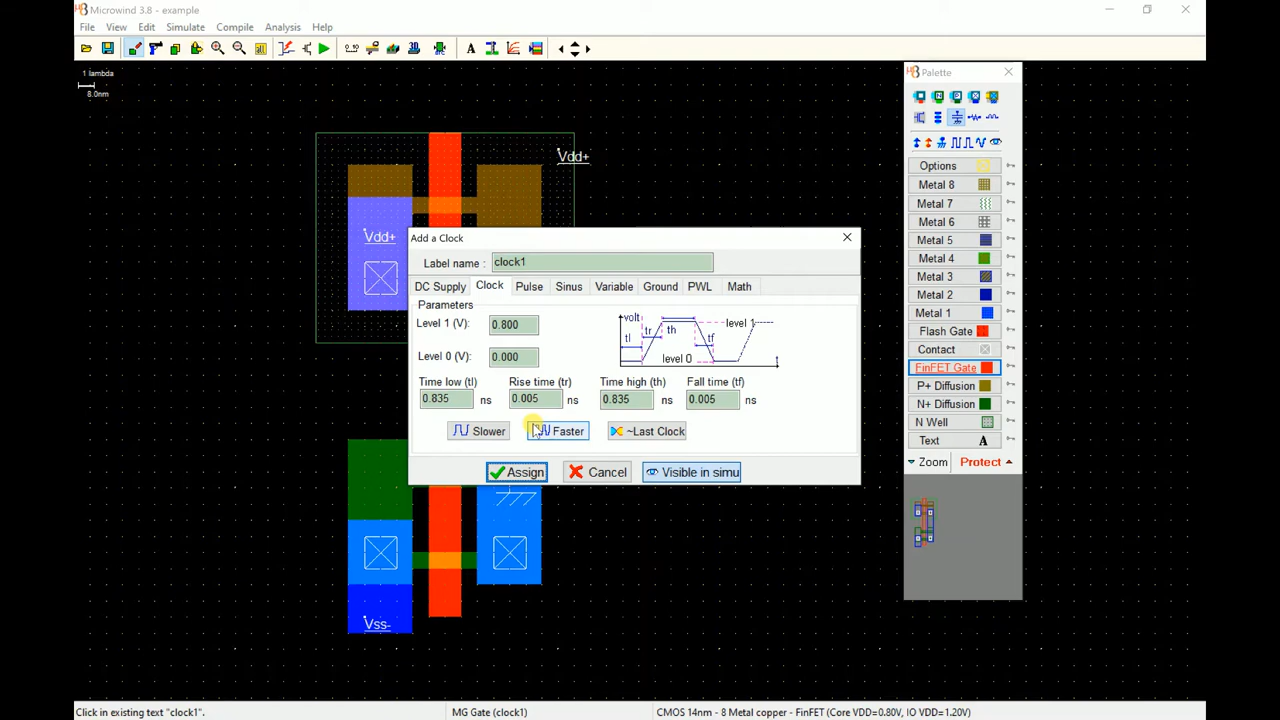 Microwind 3.8 - example
File View Edit Simulate Compile Analysis Help
1 lambda
8.0nm
Palette
Vdd+
Vdd+
Options
Metal 8
Metal 7
Metal 6
Metal 5
Metal 4
Metal 3
Metal 2
Metal 1
Flash Gate
Contact
FinFET Gate
P+ Diffusion
N+ Diffusion
N Well
Text A
Zoom Protect
Add a Clock
Label name : clock1
DC Supply Clock Pulse Sinus Variable Ground PWL Math
Parameters
Level 1 (V): 0.800
Level 0 (V): 0.000
volt
tl tr th tf level 1
level 0 t
Time low (tl) Rise time (tr) Time high (th) Fall time (tf)
0.835 ns 0.005 ns 0.835 ns 0.005 ns
Slower Faster ~Last Clock
Assign Cancel Visible in simu
Vss-
Click in existing text "clock1". MG Gate (clock1) CMOS 14nm - 8 Metal copper - FinFET (Core VDD=0.80V, IO VDD=1.20V)